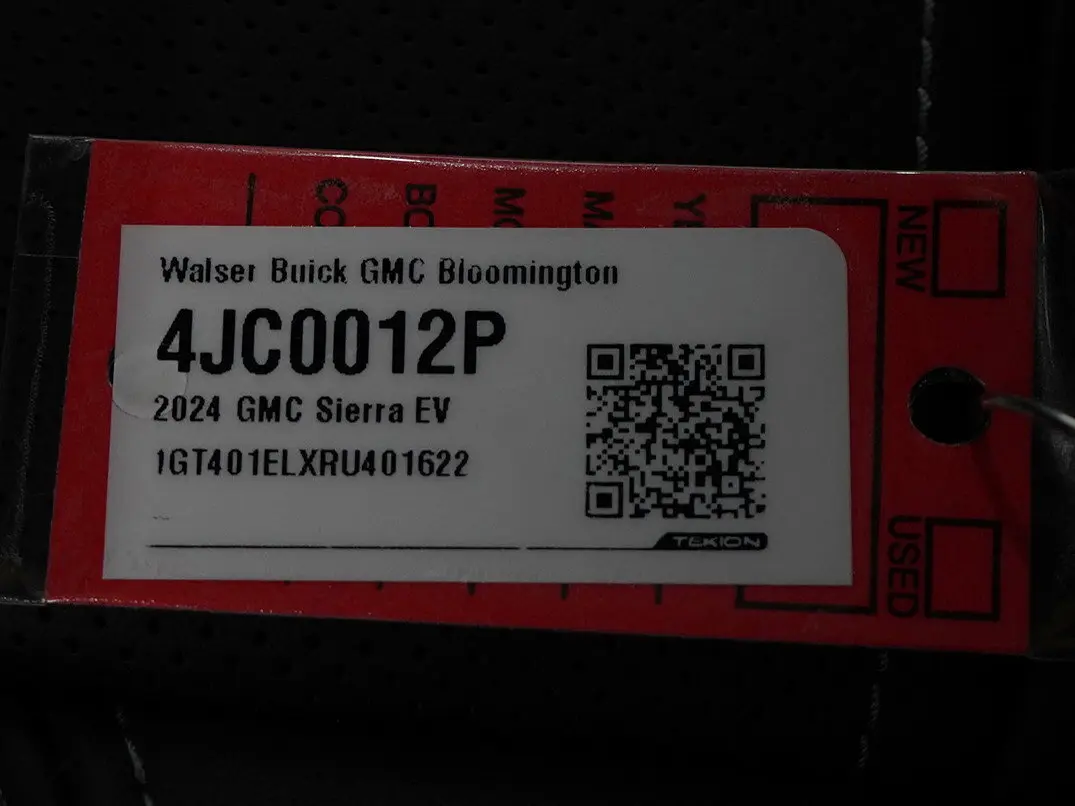 Walser Buick GMC Bloomington
4JC0012P
2024 GMC Sierra EV
1GT401ELXRU401622
TEKION
NEW
USED